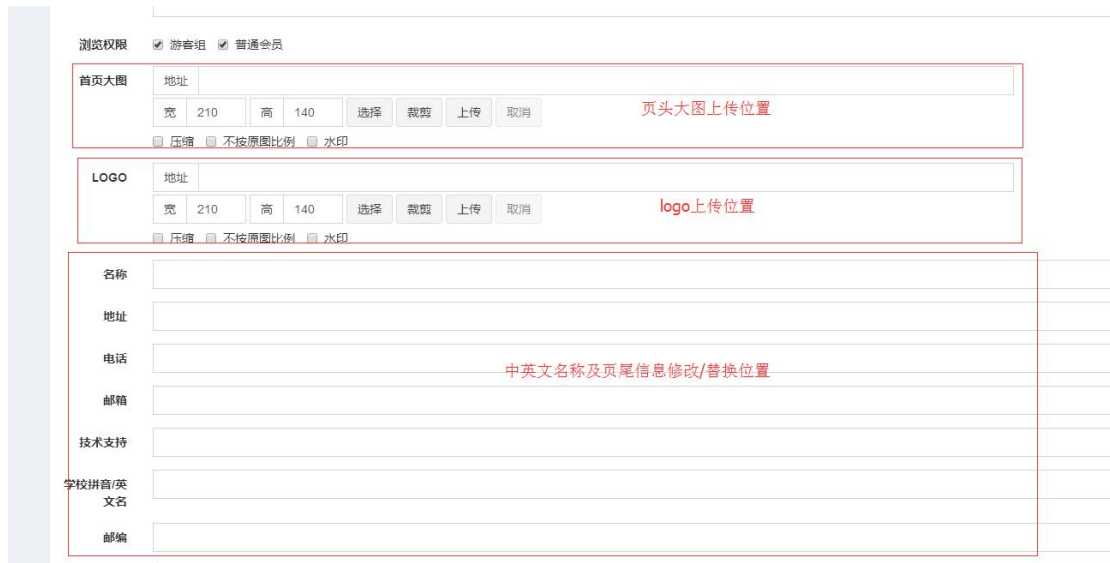 浏览权限 游客组 普通会员
首页大图 地址
宽 210 高 140 选择 裁剪 上传 取消 页头大图上传位置
压缩 不按原图比例 水印
LOGO 地址
宽 210 高 140 选择 裁剪 上传 取消 logo上传位置
压缩 不按原图比例 水印
名称
地址
电话
中英文名称及页尾信息修改/替换位置
邮箱
技术支持
学校拼音/英
文名
邮编